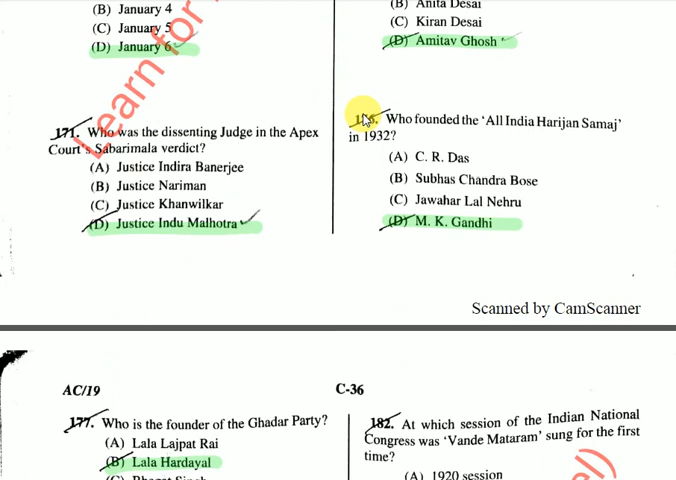 (B) January 4
(C) January 5
(D) January 6
171. Who was the dissenting Judge in the Apex
Court's Sabarimala verdict?
(A) Justice Indira Banerjee
(B) Justice Nariman
(C) Justice Khanwilkar
(D) Justice Indu Malhotra
(B) Anita Desai
(C) Kiran Desai
(D) Amitav Ghosh
Who founded the 'All India Harijan Samaj'
in 1932?
(A) C. R. Das
(B) Subhas Chandra Bose
(C) Jawahar Lal Nehru
(D) M. K. Gandhi
Learn for
Scanned by CamScanner
AC/19
C-36
177. Who is the founder of the Ghadar Party?
(A) Lala Lajpat Rai
(B) Lala Hardayal
182. At which session of the Indian National
Congress was 'Vande Mataram' sung for the first
time?
(A) 1920 session